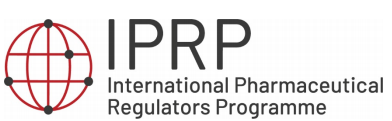 IPRP
International Pharmaceutical
Regulators Programme